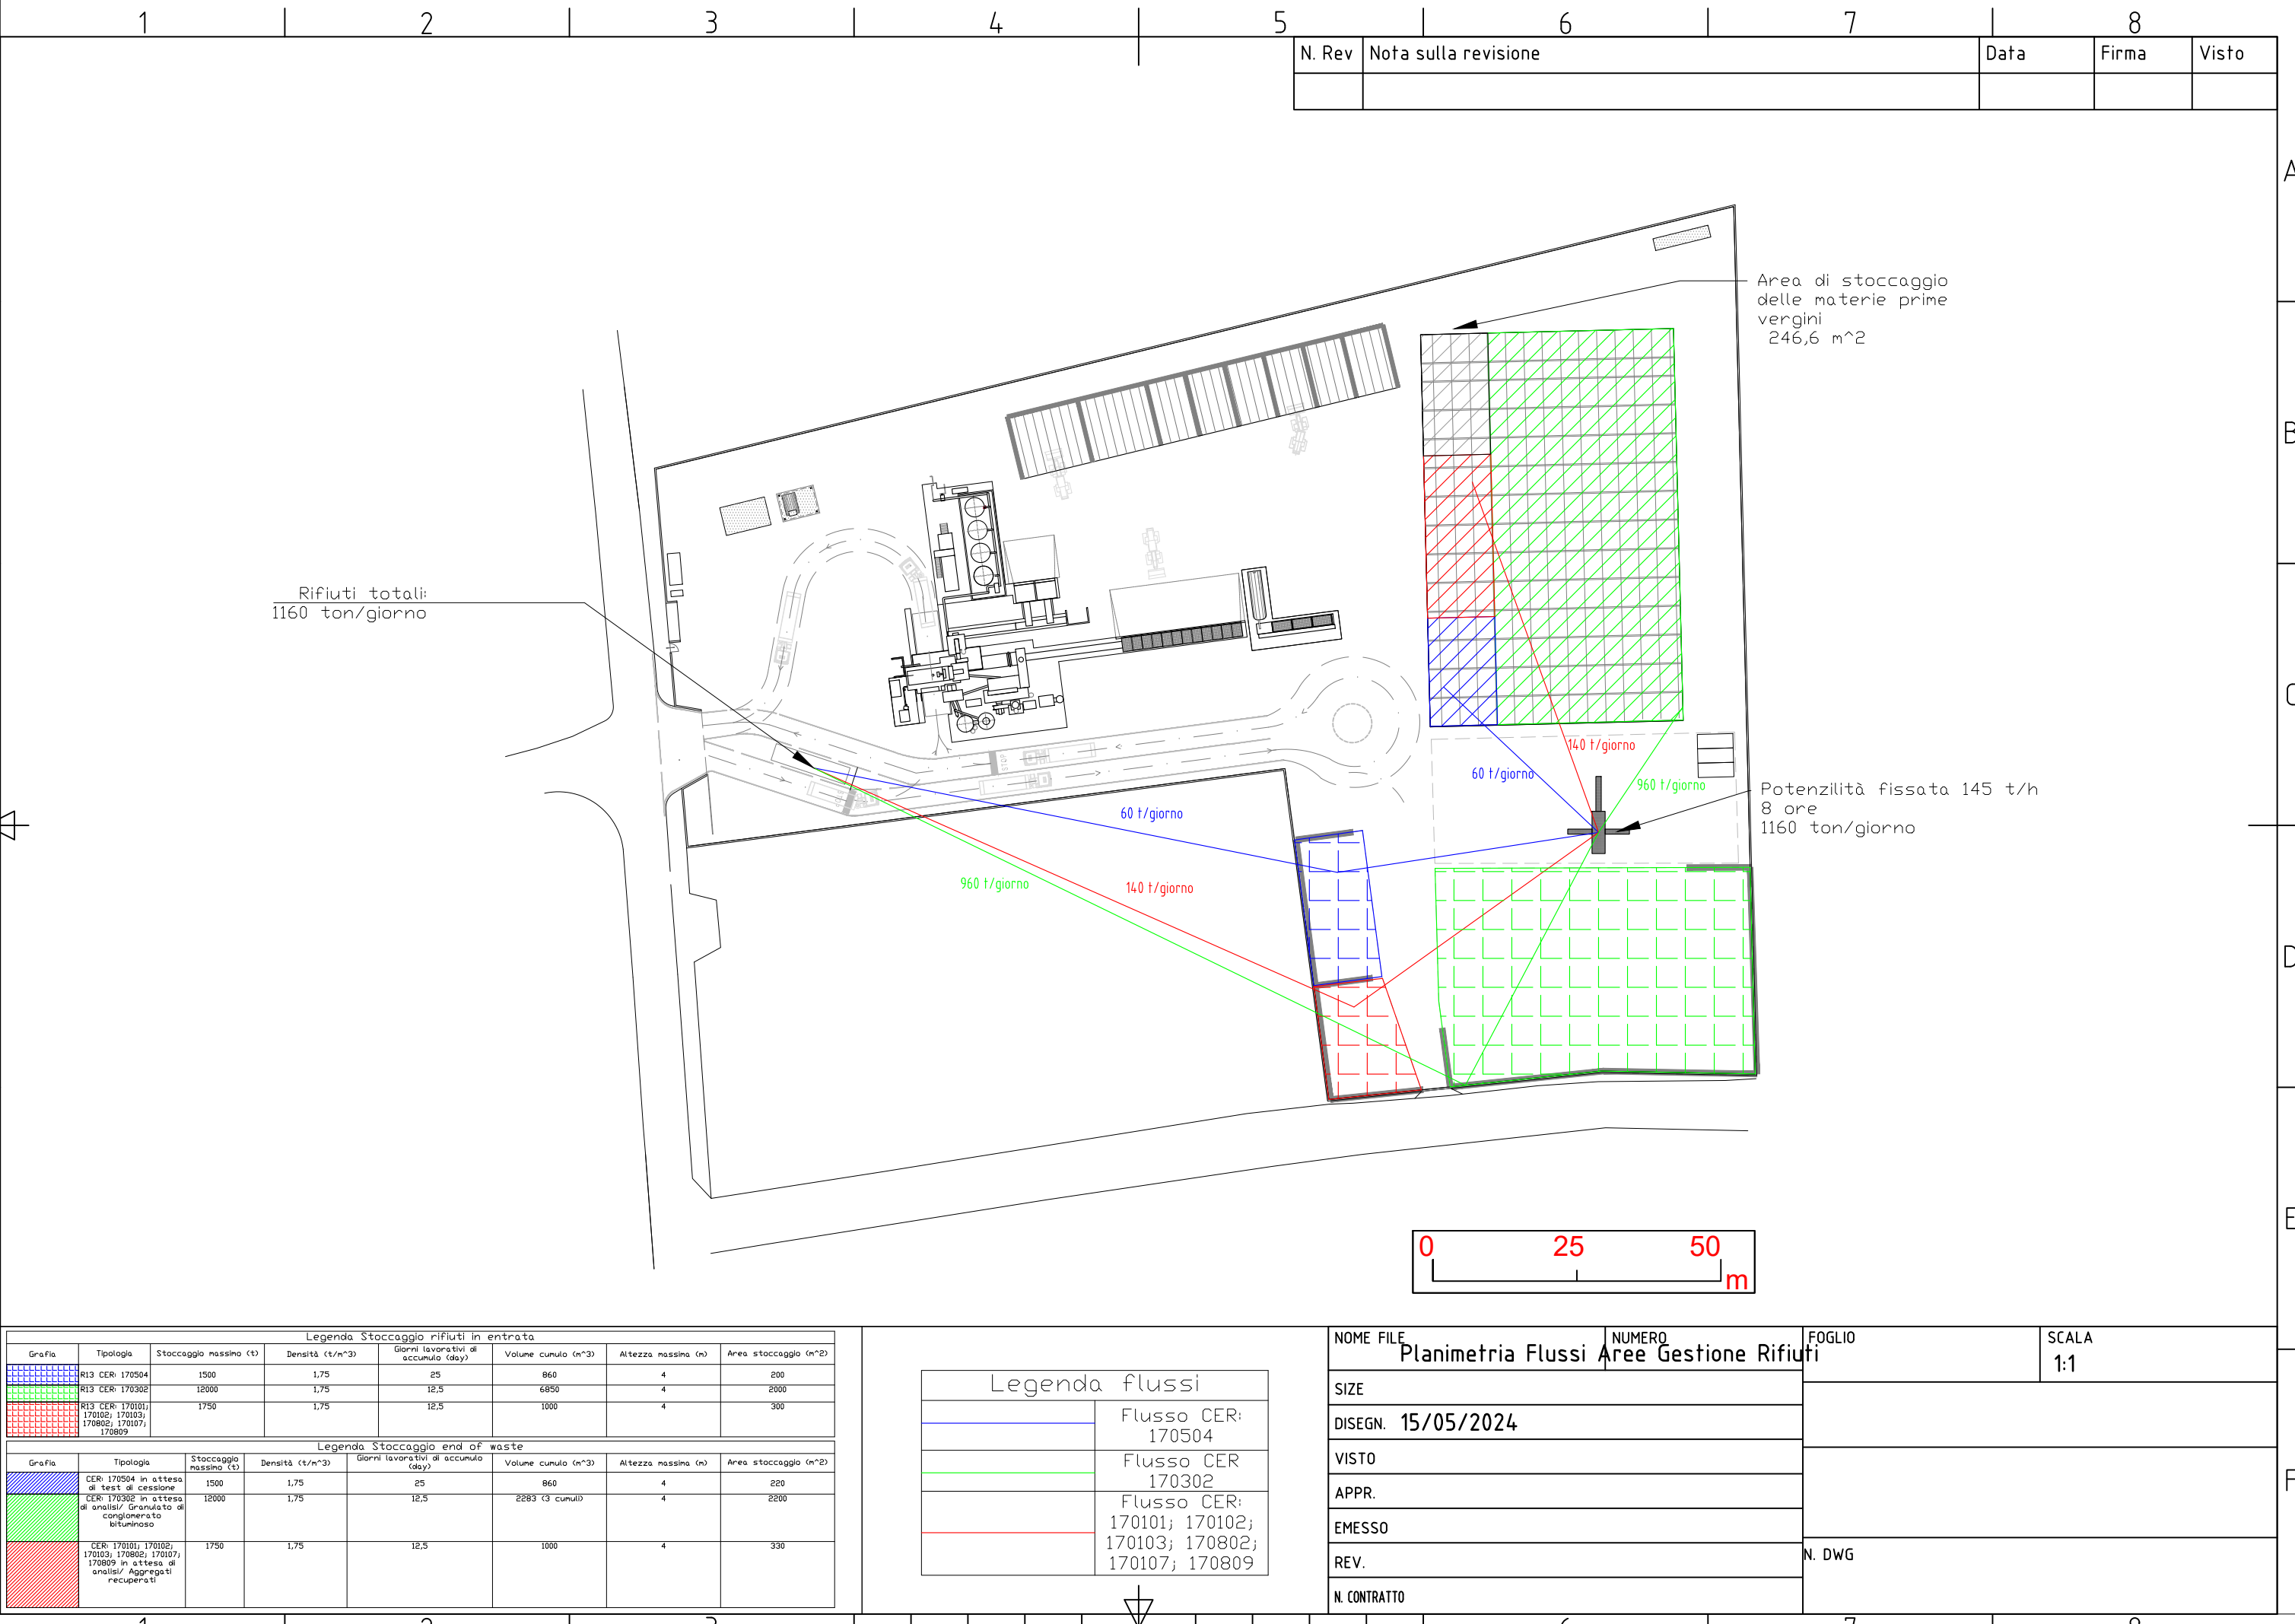 1 2 3 4 5 6 7 8
N. Rev Nota sulla revisione Data Firma Visto
A
B
C
D
E
F
Area di stoccaggio
delle materie prime
vergini
246,6 m^2
Rifiuti totali:
1160 ton/giorno
STOP
140 t/giorno
60 t/giorno
960 t/giorno
Potenzilità fissata 145 t/h
8 ore
1160 ton/giorno
60 t/giorno
960 t/giorno
140 t/giorno
0 25 50
m
Legenda Stoccaggio rifiuti in entrata
Grafia Tipologia Stoccaggio massimo (t) Densità (t/m^3) Giorni lavorativi di accumulo (day) Volume cumulo (m^3) Altezza massima (m) Area stoccaggio (m^2)
R13 CER: 170504 1500 1,75 25 860 4 200
R13 CER: 170302 12000 1,75 12,5 6850 4 2000
R13 CER: 170101; 1750 1,75 12,5 1000 4 300
170102; 170103;
170802; 170107;
170809
Legenda Stoccaggio end of waste
Grafia Tipologia Stoccaggio massimo (t) Densità (t/m^3) Giorni lavorativi di accumulo (day) Volume cumulo (m^3) Altezza massima (m) Area stoccaggio (m^2)
CER: 170504 in attesa 1500 1,75 25 860 4 220
di test di cessione
CER: 170302 in attesa 12000 1,75 12,5 2283 (3 cumuli) 4 2200
di analisi/ Granulato di
conglomerato
bituminoso
CER: 170101; 170102; 1750 1,75 12,5 1000 4 330
170103; 170802; 170107;
170809 in attesa di
analisi/ Aggregati
recuperati
Legenda flussi
Flusso CER:
170504
Flusso CER
170302
Flusso CER:
170101; 170102;
170103; 170802;
170107; 170809
NOME FILE NUMERO FOGLIO SCALA
Planimetria Flussi Aree Gestione Rifiuti 1:1
SIZE
DISEGN. 15/05/2024
VISTO
APPR.
EMESSO
REV.
N. DWG
N. CONTRATTO